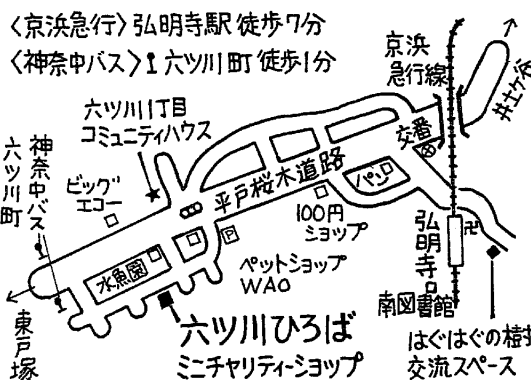 〈京浜急行〉弘明寺駅 徒歩7分
〈神奈中バス〉六ツ川町 徒歩1分
京浜
急行線
井土ヶ谷
六ツ川1丁目
コミュニティハウス
交番
神奈中バス
六ツ川町
ビッグ
エコー
平戸桜木道路
パン
100円
ショップ
P
弘明寺
卍
水魚園
ペットショップ
WAO
南図書館
東戸塚
六ツ川ひろば
ミニチャリティーショップ
はぐはぐの樹
交流スペース